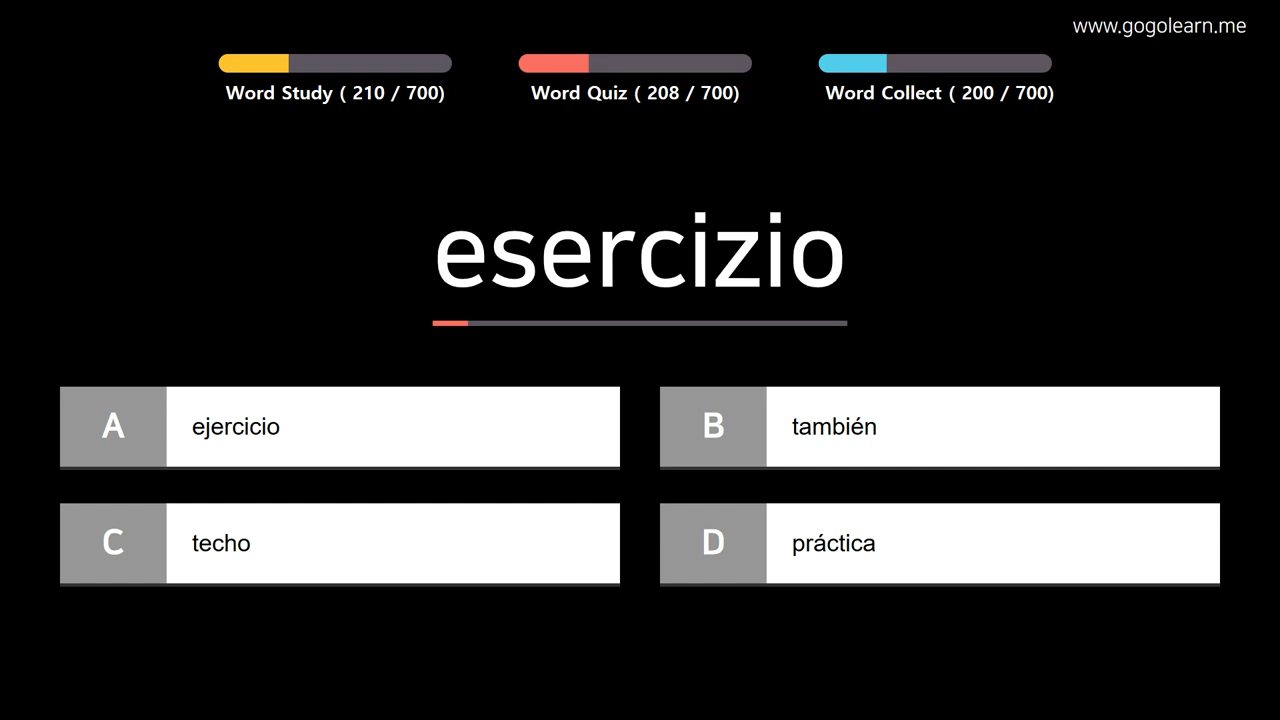 www.gogolearn.me
Word Study ( 210 / 700)
Word Quiz ( 208 / 700)
Word Collect ( 200 / 700)
esercizio
A
ejercicio
B
también
C
techo
D
práctica